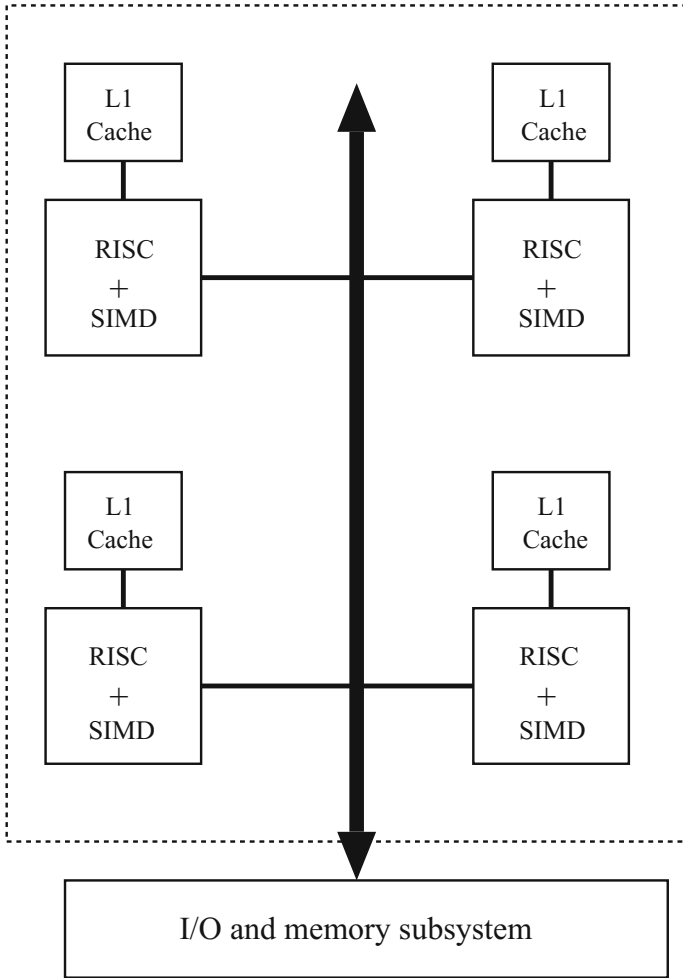 L1
Cache
L1
Cache
RISC
+
SIMD
RISC
+
SIMD
L1
Cache
L1
Cache
RISC
+
SIMD
RISC
+
SIMD
I/O and memory subsystem